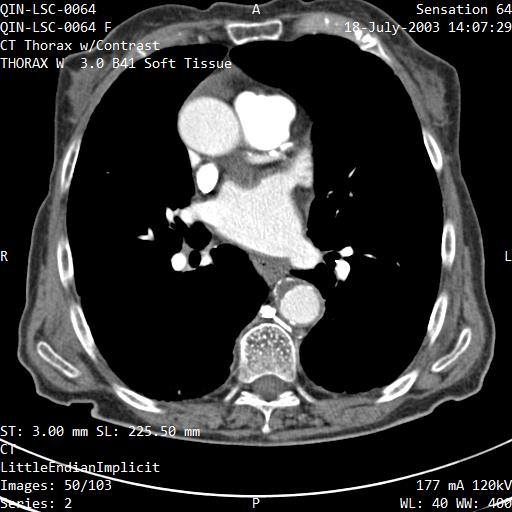 QIN-LSC-0064
A
Sensation 64
QIN-LSC-0064 F
18-July-2003 14:07:29
CT Thorax w/Contrast
THORAX W 3.0 B41 Soft Tissue
R
L
ST: 3.00 mm SL: 225.50 mm
CT
LittleEndianImplicit
Images: 50/103
177 mA 120kV
Series: 2
P
WL: 40 WW: 400